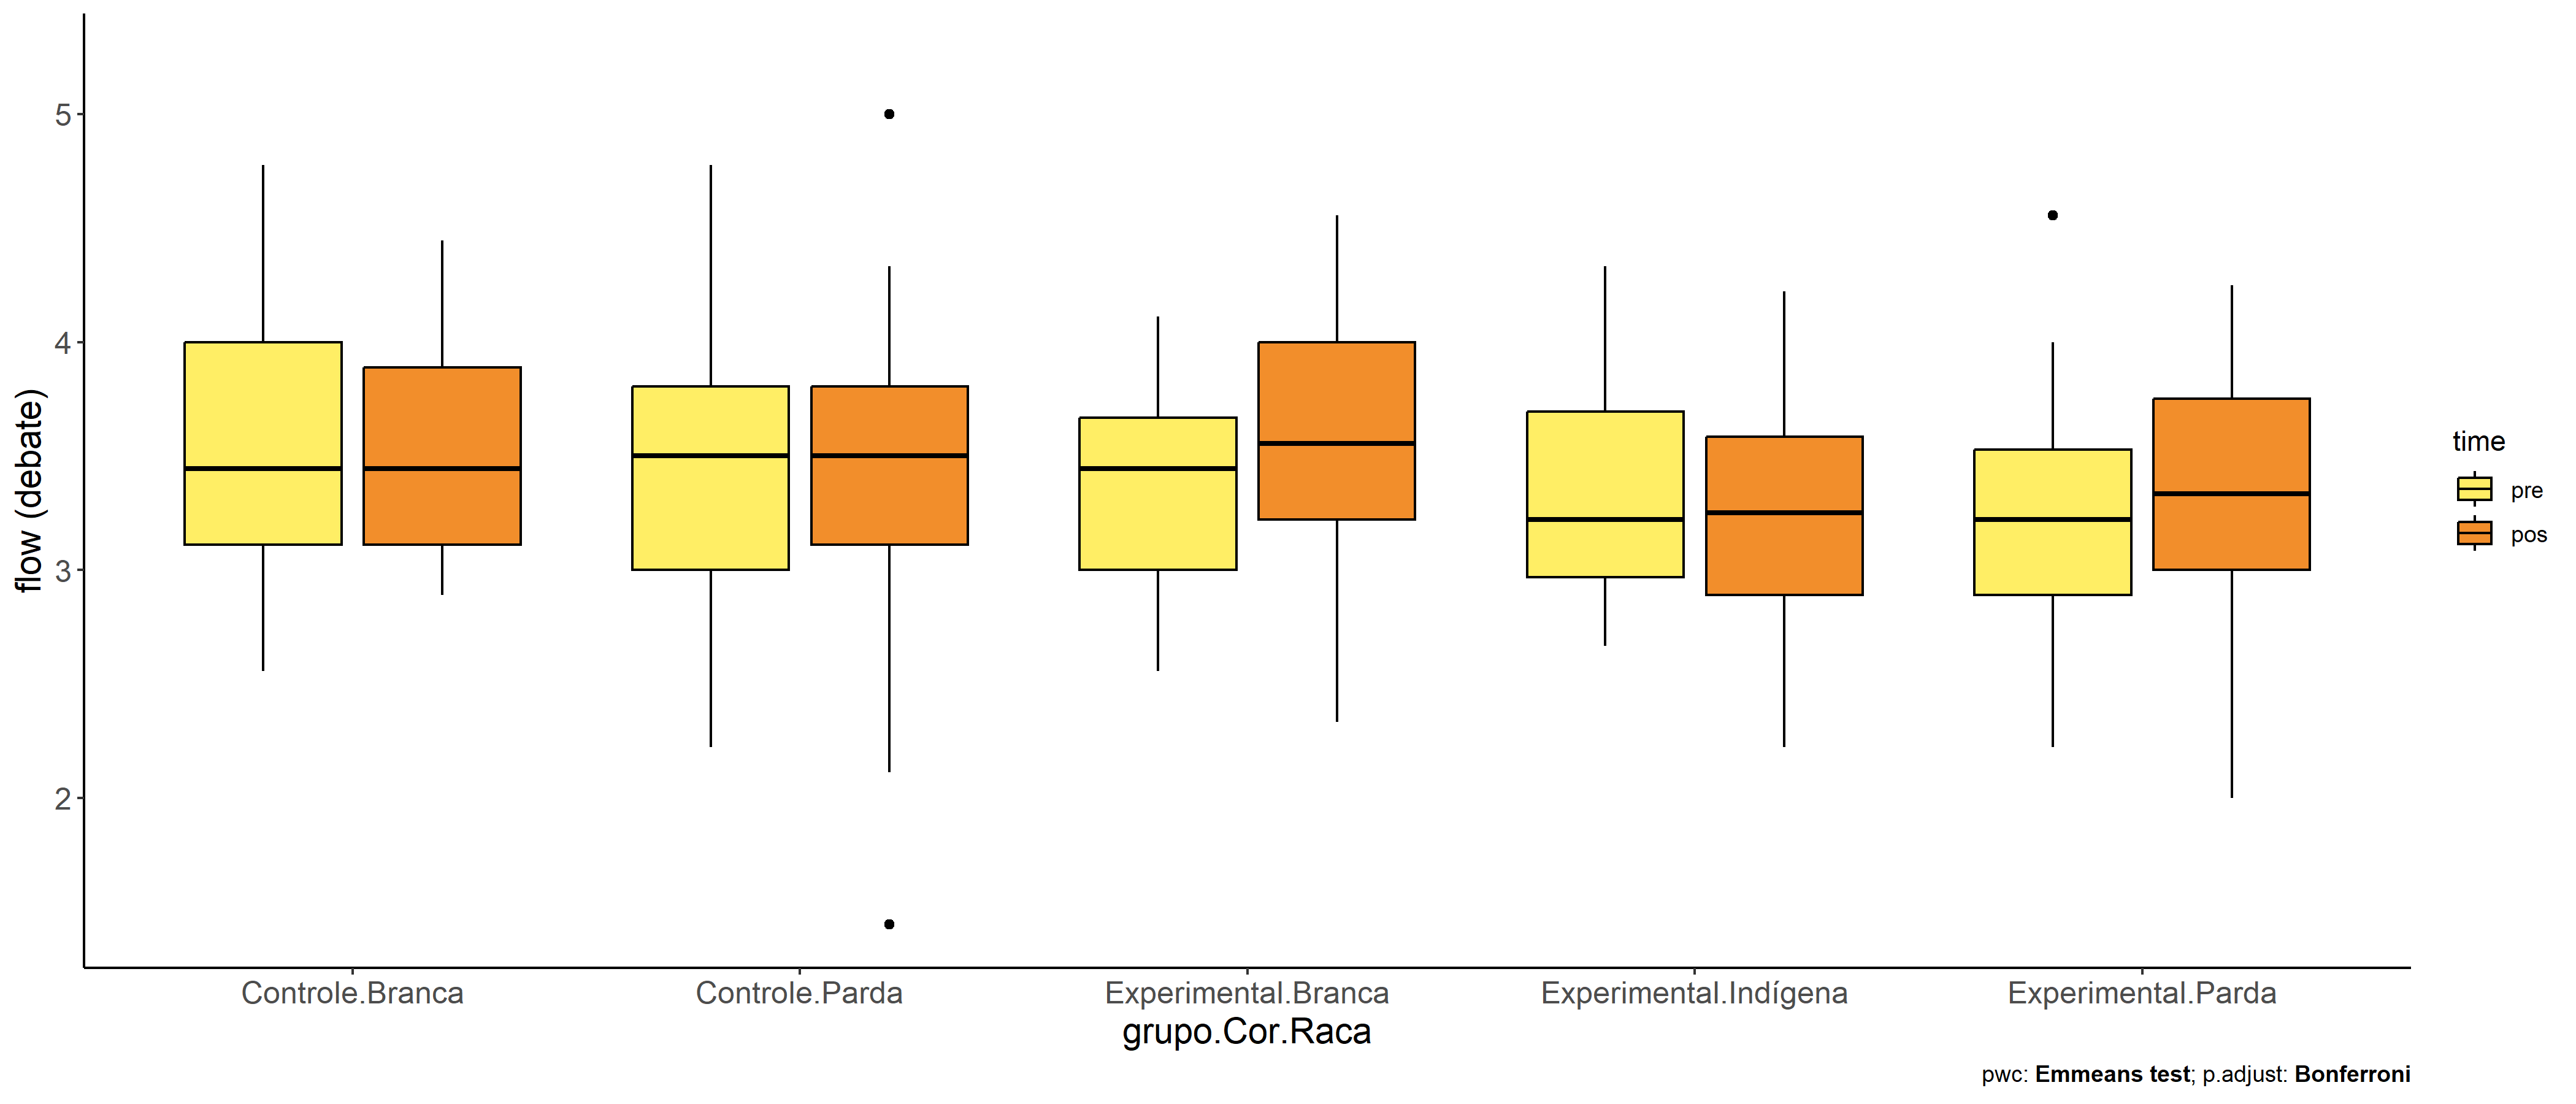 flow (debate)
5
4
3
2
Controle.Branca
Controle.Parda
Experimental.Branca
Experimental.Indígena
Experimental.Parda
grupo.Cor.Raca
time
pre
pos
pwc: Emmeans test; p.adjust: Bonferroni